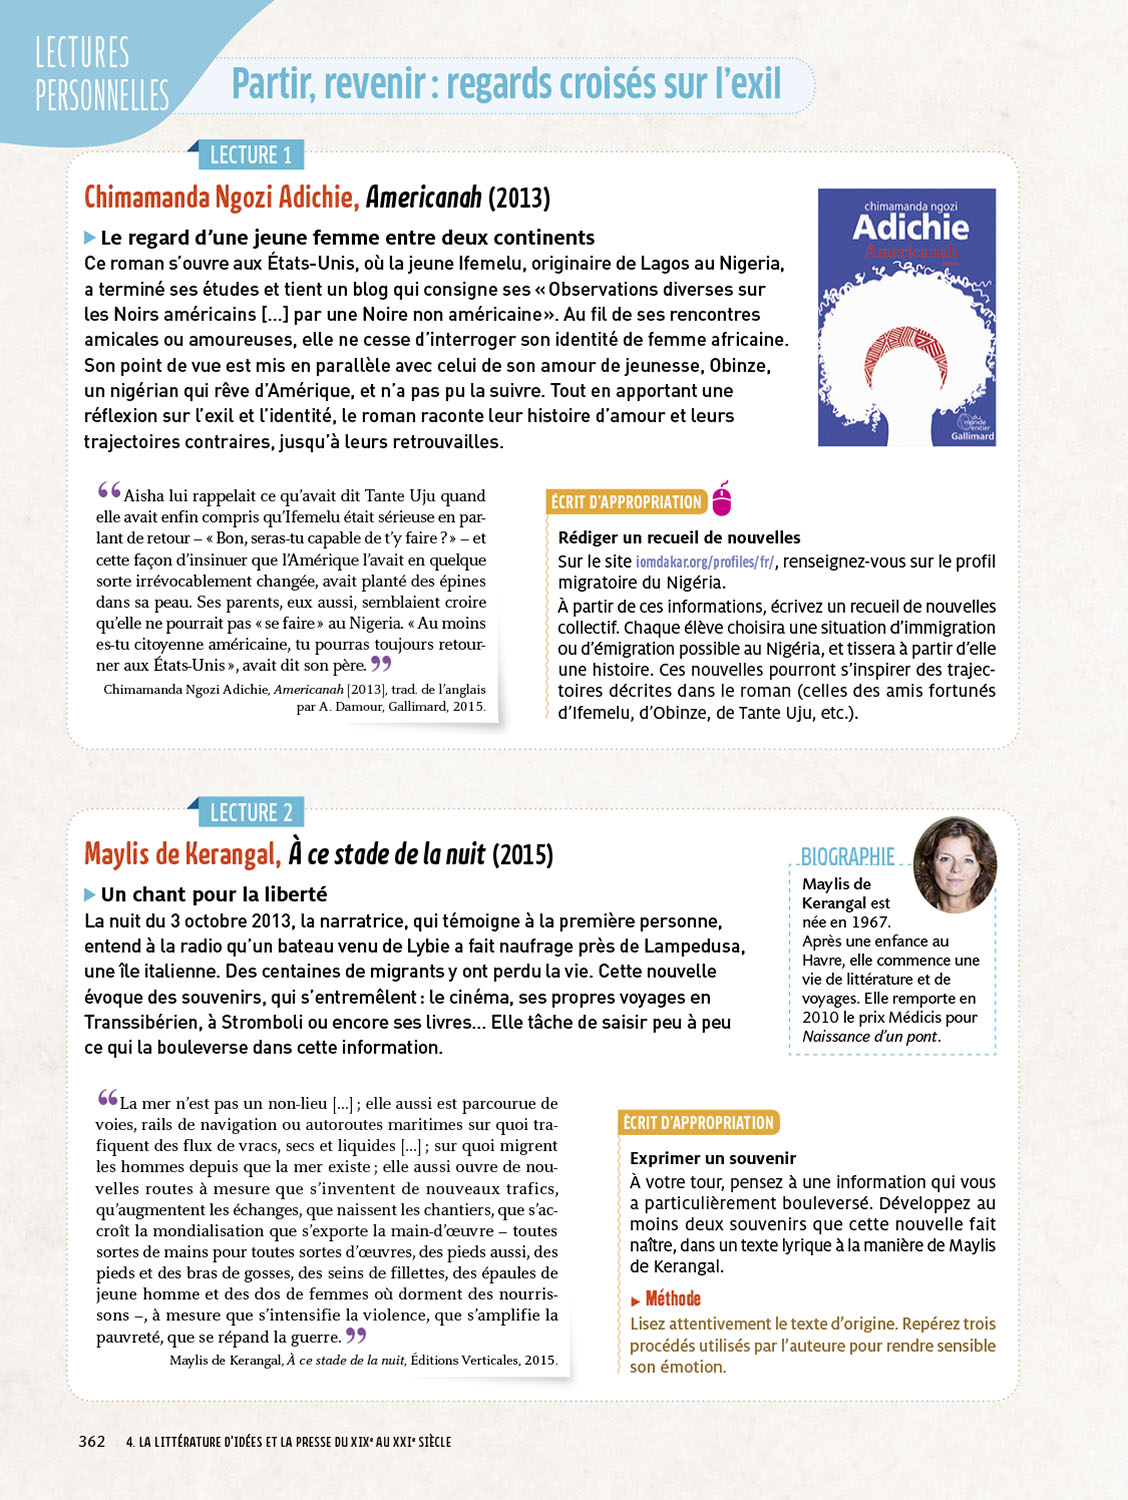 LECTURES
PERSONNELLES
Partir, revenir : regards croisés sur l'exil
LECTURE 1
Chimamanda Ngozi Adichie, Americanah (2013)
Le regard d'une jeune femme entre deux continents
Ce roman s'ouvre aux États-Unis, où la jeune Ifemelu, originaire de Lagos au Nigeria,
a terminé ses études et tient un blog qui consigne ses « Observations diverses sur
les Noirs américains [...] par une Noire non américaine ». Au fil de ses rencontres
amicales ou amoureuses, elle ne cesse d'interroger son identité de femme africaine.
Son point de vue est mis en parallèle avec celui de son amour de jeunesse, Obinze,
un nigérian qui rêve d'Amérique, et n'a pas pu la suivre. Tout en apportant une
réflexion sur l'exil et l'identité, le roman raconte leur histoire d'amour et leurs
trajectoires contraires, jusqu'à leurs retrouvailles.
chimamanda ngozi
Adichie
Americanah
du
monde
entier
Gallimard
“ Aisha lui rappelait ce qu'avait dit Tante Uju quand
elle avait enfin compris qu'Ifemelu était sérieuse en par-
lant de retour – « Bon, seras-tu capable de t'y faire ? » – et
cette façon d'insinuer que l'Amérique l'avait en quelque
sorte irrévocablement changée, avait planté des épines
dans sa peau. Ses parents, eux aussi, semblaient croire
qu'elle ne pourrait pas « se faire » au Nigeria. « Au moins
es-tu citoyenne américaine, tu pourras toujours retour-
ner aux États-Unis », avait dit son père. ”
Chimamanda Ngozi Adichie, Americanah [2013], trad. de l'anglais
par A. Damour, Gallimard, 2015.
ÉCRIT D'APPROPRIATION
Rédiger un recueil de nouvelles
Sur le site iomdakar.org/profiles/fr/, renseignez-vous sur le profil
migratoire du Nigéria.
À partir de ces informations, écrivez un recueil de nouvelles
collectif. Chaque élève choisira une situation d'immigration
ou d'émigration possible au Nigéria, et tissera à partir d'elle
une histoire. Ces nouvelles pourront s'inspirer des trajec-
toires décrites dans le roman (celles des amis fortunés
d'Ifemelu, d'Obinze, de Tante Uju, etc.).
LECTURE 2
Maylis de Kerangal, À ce stade de la nuit (2015)
Un chant pour la liberté
La nuit du 3 octobre 2013, la narratrice, qui témoigne à la première personne,
entend à la radio qu'un bateau venu de Lybie a fait naufrage près de Lampedusa,
une île italienne. Des centaines de migrants y ont perdu la vie. Cette nouvelle
évoque des souvenirs, qui s'entremêlent : le cinéma, ses propres voyages en
Transsibérien, à Stromboli ou encore ses livres... Elle tâche de saisir peu à peu
ce qui la bouleverse dans cette information.
BIOGRAPHIE
Maylis de
Kerangal est
née en 1967.
Après une enfance au
Havre, elle commence une
vie de littérature et de
voyages. Elle remporte en
2010 le prix Médicis pour
Naissance d'un pont.
“ La mer n'est pas un non-lieu [...] ; elle aussi est parcourue de
voies, rails de navigation ou autoroutes maritimes sur quoi tra-
fiquent des flux de vracs, secs et liquides [...] ; sur quoi migrent
les hommes depuis que la mer existe ; elle aussi ouvre de nou-
velles routes à mesure que s'inventent de nouveaux trafics,
qu'augmentent les échanges, que naissent les chantiers, que s'ac-
croît la mondialisation que s'exporte la main-d'œuvre – toutes
sortes de mains pour toutes sortes d'œuvres, des pieds aussi, des
pieds et des bras de gosses, des seins de fillettes, des épaules de
jeune homme et des dos de femmes où dorment des nourris-
sons –, à mesure que s'intensifie la violence, que s'amplifie la
pauvreté, que se répand la guerre. ”
Maylis de Kerangal, À ce stade de la nuit, Éditions Verticales, 2015.
ÉCRIT D'APPROPRIATION
Exprimer un souvenir
À votre tour, pensez à une information qui vous
a particulièrement bouleversé. Développez au
moins deux souvenirs que cette nouvelle fait
naître, dans un texte lyrique à la manière de Maylis
de Kerangal.
Méthode
Lisez attentivement le texte d'origine. Repérez trois
procédés utilisés par l'auteure pour rendre sensible
son émotion.
362 4. LA LITTÉRATURE D'IDÉES ET LA PRESSE DU XIXe AU XXIe SIÈCLE